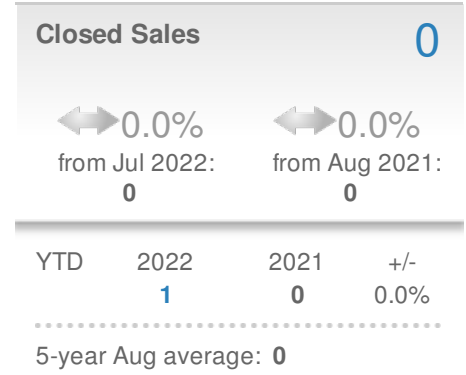 Closed Sales 0
0.0% 0.0%
from Jul 2022: from Aug 2021:
0 0
YTD 2022 2021 +/-
1 0 0.0%
5-year Aug average: 0